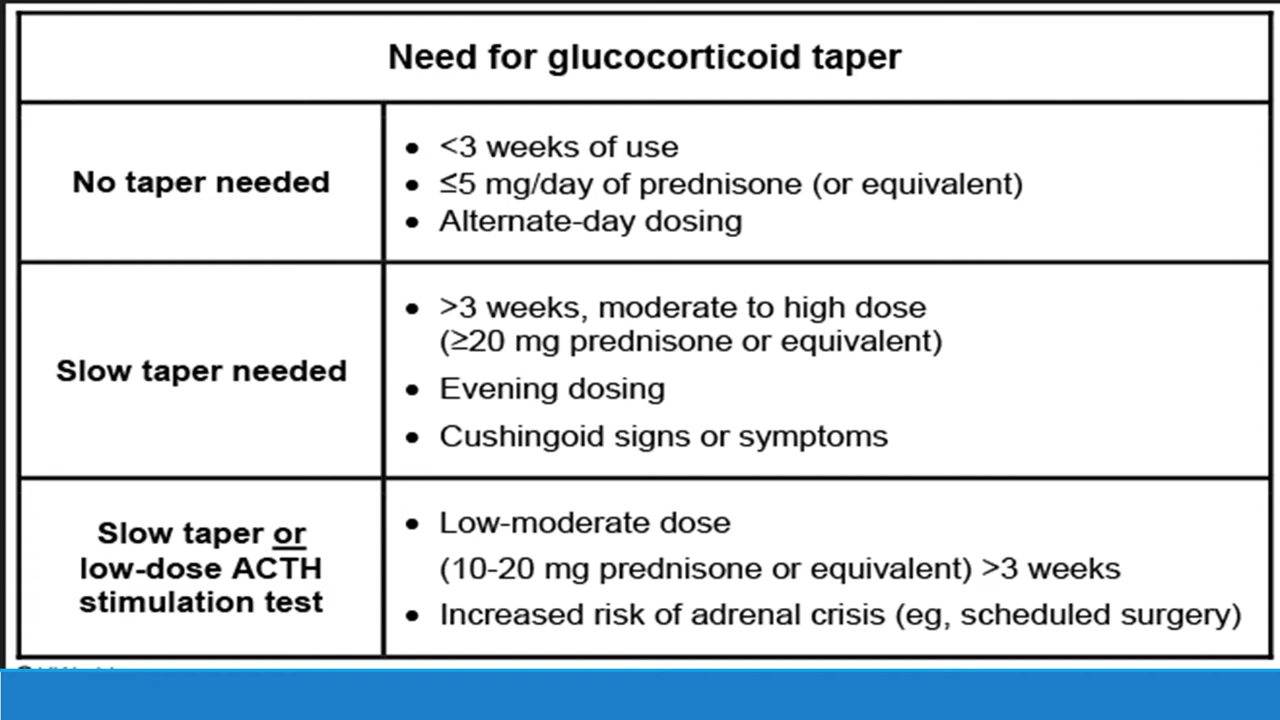 Need for glucocorticoid taper
No taper needed
• <3 weeks of use
• ≤5 mg/day of prednisone (or equivalent)
• Alternate-day dosing
Slow taper needed
• >3 weeks, moderate to high dose
(≥20 mg prednisone or equivalent)
• Evening dosing
• Cushingoid signs or symptoms
Slow taper or
low-dose ACTH
stimulation test
• Low-moderate dose
(10-20 mg prednisone or equivalent) >3 weeks
• Increased risk of adrenal crisis (eg, scheduled surgery)